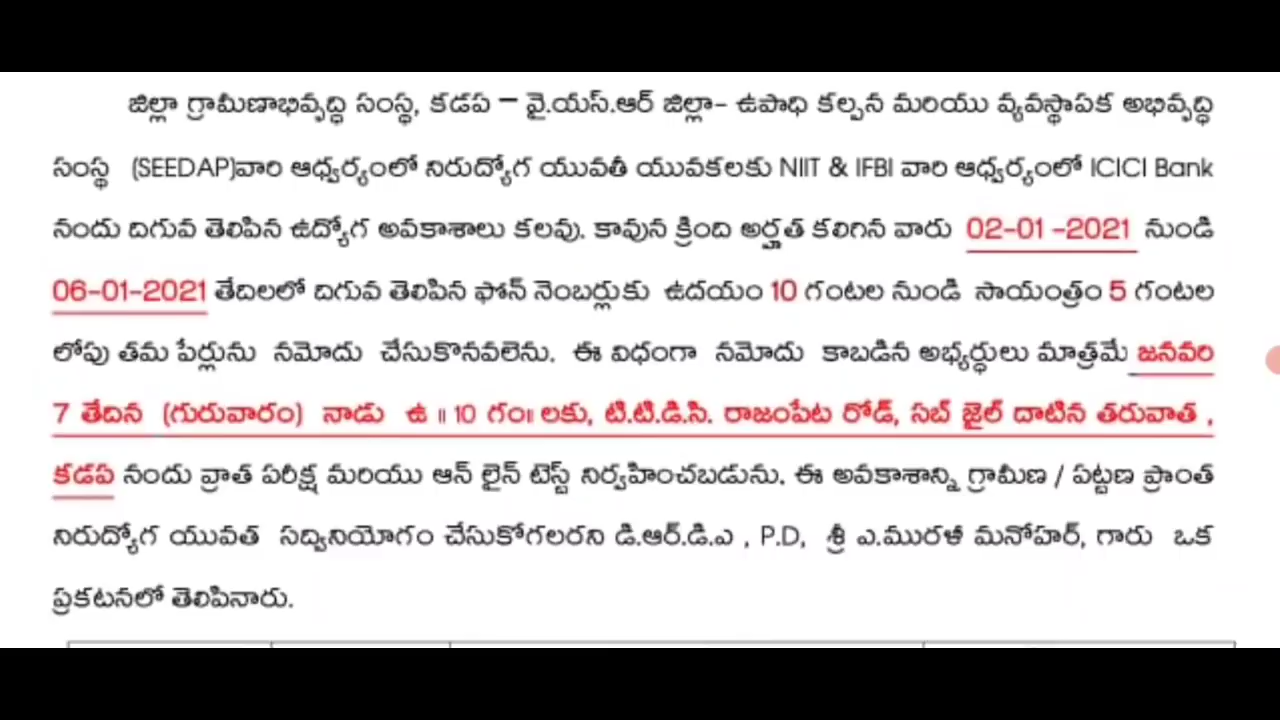 జిల్లా గ్రామీణాభివృద్ధి సంస్థ, కడప – వై.యస్.ఆర్ జిల్లా- ఉపాధి కల్పన మరియు వ్యవస్థాపక అభివృద్ధి
సంస్థ (SEEDAP)వారి ఆధ్వర్యంలో నిరుద్యోగ యువతీ యువకలకు NIIT & IFBI వారి ఆధ్వర్యంలో ICICI Bank
నందు దిగువ తెలిపిన ఉద్యోగ అవకాశాలు కలవు. కావున క్రింది అర్హత కలిగిన వారు 02-01 -2021 నుండి
06-01-2021 తేదిలలో దిగువ తెలిపిన ఫోన్ నెంబర్లుకు ఉదయం 10 గంటల నుండి సాయంత్రం 5 గంటల
లోపు తమ పేర్లును నమోదు చేసుకొనవలెను. ఈ విధంగా నమోదు కాబడిన అభ్యర్ధులు మాత్రమే జనవరి
7 తేదిన (గురువారం) నాడు ఉ॥10 గం॥లకు, టి.టి.డి.సి. రాజంపేట రోడ్, సబ్ జైల్ దాటిన తరువాత ,
కడప నందు వ్రాత పరీక్ష మరియు ఆన్ లైన్ టెస్ట్ నిర్వహించబడును. ఈ అవకాశాన్ని గ్రామీణ / పట్టణ ప్రాంత
నిరుద్యోగ యువత సద్వినియోగం చేసుకోగలరని డి.ఆర్.డి.ఎ , P.D, శ్రీ ఎ.మురళీ మనోహర్, గారు ఒక
ప్రకటనలో తెలిపినారు.